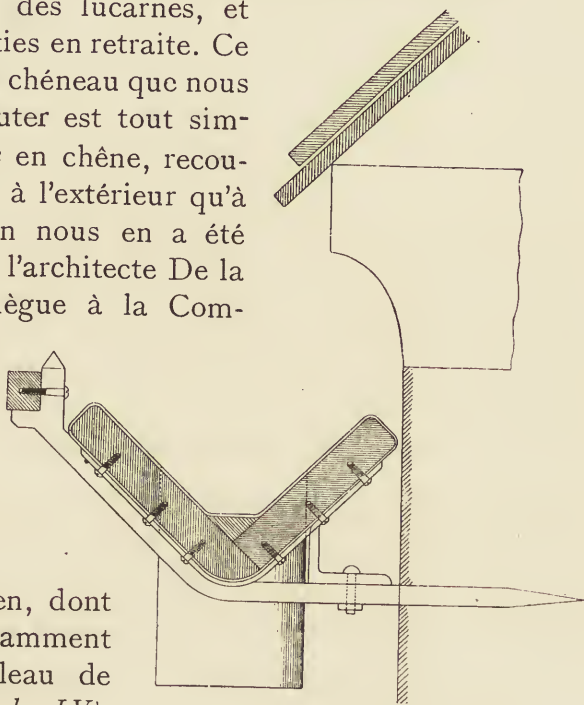 des lucarnes, et
ties en retraite. Ce
chéneau que nous
uter est tout sim-
en chêne, recou-
à l'extérieur qu'à
n nous en a été
l'architecte De la
lègue à la Com-
en, dont
amment
leau de